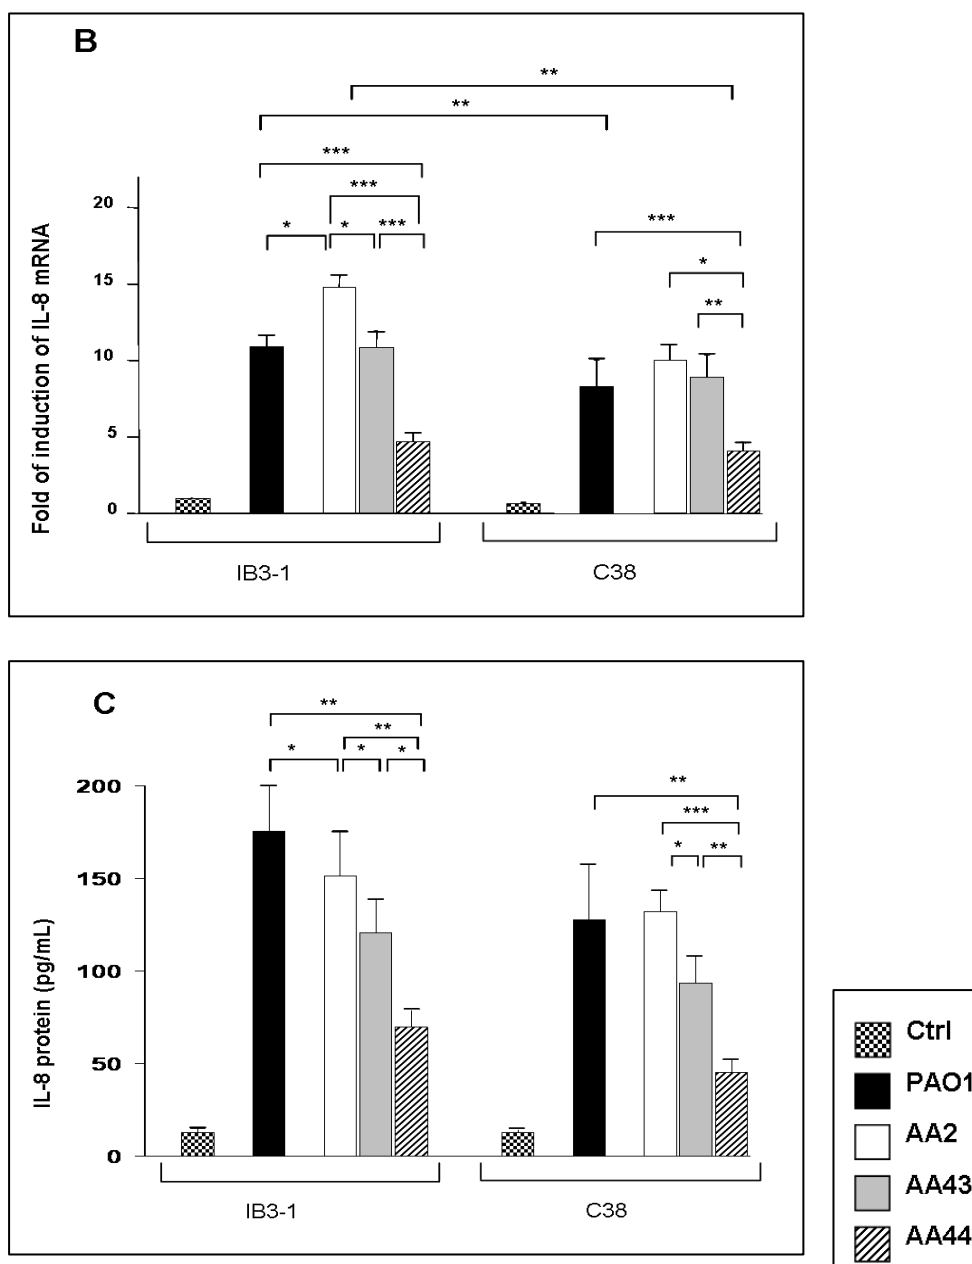 B
**
**
***
***
* * ***
***
*
**
20
15
10
5
0
Fold of induction of IL-8 mRNA
IB3-1 C38
C
**
**
* * *
**
***
* **
200
150
100
50
0
IL-8 protein (pg/mL)
IB3-1 C38
Ctrl
PAO1
AA2
AA43
AA44